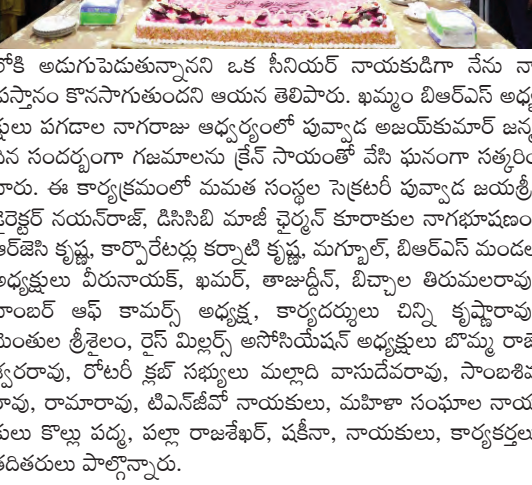 లోకి అడుగుపెడుతున్నానని ఒక సీనియర్ నాయకుడిగా నేను
ప్రస్తానం కొనసాగుతుందని ఆయన తెలిపారు. ఖమ్మం బిఆర్ఎస్
క్షులు పగడాల నాగరాజు ఆధ్వర్యంలో పువ్వాడ అజయ్‌కుమార్ జన్మ
దిన సందర్భంగా గజమాలను క్రేన్ సాయంతో వేసి ఘనంగా సత్కరిం
చారు. ఈ కార్యక్రమంలో మమత సంస్థల సెక్రటరీ పువ్వాడ జయశ్రీ
డైరెక్టర్ నయన్‌రాజ్, డిసిసిబి మాజీ ఛైర్మన్ కూరాకుల నాగభూషణం
ఆర్‌జెసి కృష్ణ, కార్పొరేటర్లు కర్నాటి కృష్ణ, మగ్బూల్, బిఆర్ఎస్ మండల
అధ్యక్షులు వీరునాయక్, ఖమర్, తాజుద్దీన్, బిచ్చాల తిరుమలరావు
చాంబర్ ఆఫ్ కామర్స్ అధ్యక్ష, కార్యదర్శులు చిన్ని కృష్ణారావు
మెంతుల శ్రీశైలం, రైస్ మిల్లర్స్ అసోసియేషన్ అధ్యక్షులు బొమ్మ రాజే
శ్వరరావు, రోటరీ క్లబ్ సభ్యులు మల్లాది వాసుదేవరావు, సాంబశివ
రావు, రామారావు, టిఎన్‌జీవో నాయకులు, మహిళా సంఘాల నాయ
కులు కొల్లు పద్మ, పల్లా రాజశేఖర్, షకీనా, నాయకులు, కార్యకర్తలు
తదితరులు పాల్గొన్నారు.